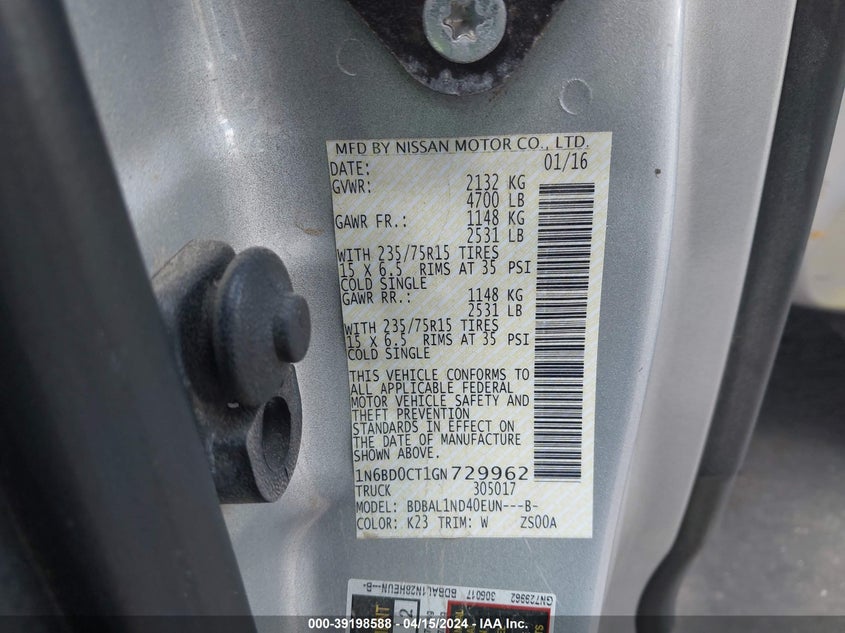 MFD BY NISSAN MOTOR CO., LTD.
DATE: 01/16
GVWR: 2132 KG
4700 LB
GAWR FR.: 1148 KG
2531 LB
WITH 235/75R15 TIRES
15 X 6.5 RIMS AT 35 PSI
COLD SINGLE
GAWR RR.: 1148 KG
2531 LB
WITH 235/75R15 TIRES
15 X 6.5 RIMS AT 35 PSI
COLD SINGLE
THIS VEHICLE CONFORMS TO
ALL APPLICABLE FEDERAL
MOTOR VEHICLE SAFETY AND
THEFT PREVENTION
STANDARDS IN EFFECT ON
THE DATE OF MANUFACTURE
SHOWN ABOVE.
1N6BD0CT1GN729962
TRUCK 305017
MODEL: BDBAL1ND40EUN---B-
COLOR: K23 TRIM: W ZS00A
GN729962
000-39198588 - 04/15/2024 - IAA Inc.